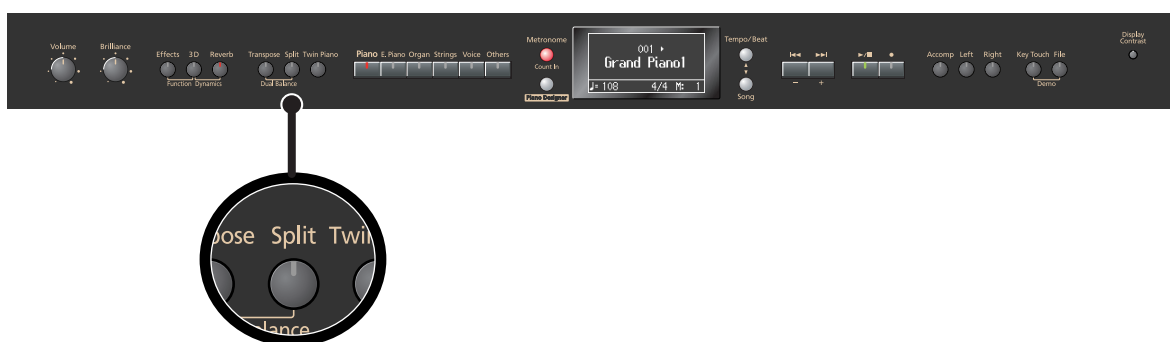 Volume
Brilliance
Effects 3D Reverb
Function Dynamics
Transpose Split Twin Piano
Dual Balance
Piano E. Piano Organ Strings Voice Others
Metronome
Count In
Piano Designer
001
Grand Piano1
♩= 108 4/4 M: 1
Tempo/Beat
Song
- +
Accomp Left Right
Key Touch File
Demo
Display
Contrast
pose Split Twin
alance